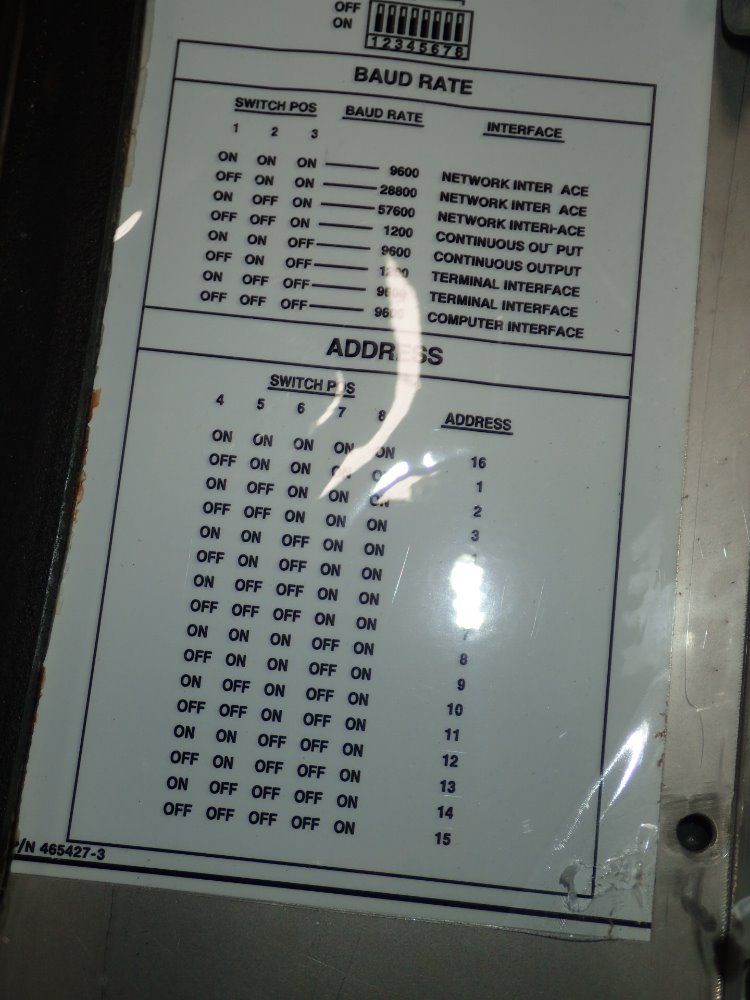 OFF
ON
12345678
BAUD RATE
SWITCH POS BAUD RATE INTERFACE
1 2 3
ON ON ON 9600 NETWORK INTER ACE
OFF ON ON 28800 NETWORK INTER ACE
ON OFF ON 57600 NETWORK INTERFACE
OFF OFF ON 1200 CONTINUOUS OUTPUT
ON ON OFF 9600 CONTINUOUS OUTPUT
OFF ON OFF 1200 TERMINAL INTERFACE
ON OFF OFF 9600 TERMINAL INTERFACE
OFF OFF OFF 9600 COMPUTER INTERFACE
ADDRESS
SWITCH POS
4 5 6 7 8 ADDRESS
ON ON ON ON ON 16
OFF ON ON ON 1
ON OFF ON ON ON 2
OFF OFF ON ON ON 3
ON ON OFF ON ON
OFF ON OFF ON ON
ON OFF OFF ON ON
OFF OFF OFF ON ON 7
ON ON ON OFF ON 8
OFF ON ON OFF ON 9
ON OFF ON OFF ON 10
OFF OFF ON OFF ON 11
ON ON OFF OFF ON 12
OFF ON OFF OFF ON 13
ON OFF OFF OFF ON 14
OFF OFF OFF OFF ON 15
P/N 465427-3